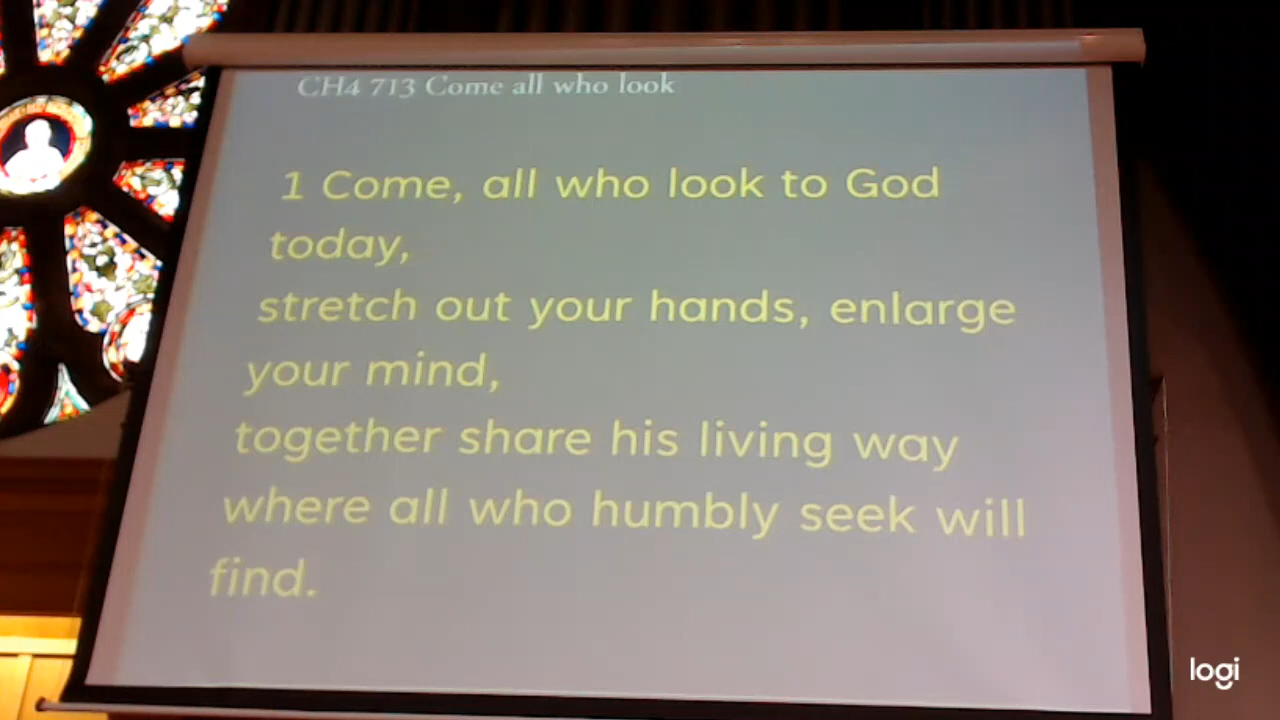 CH4 713 Come all who look
1 Come, all who look to God
today,
stretch out your hands, enlarge
your mind,
together share his living way
where all who humbly seek will
find.
logi